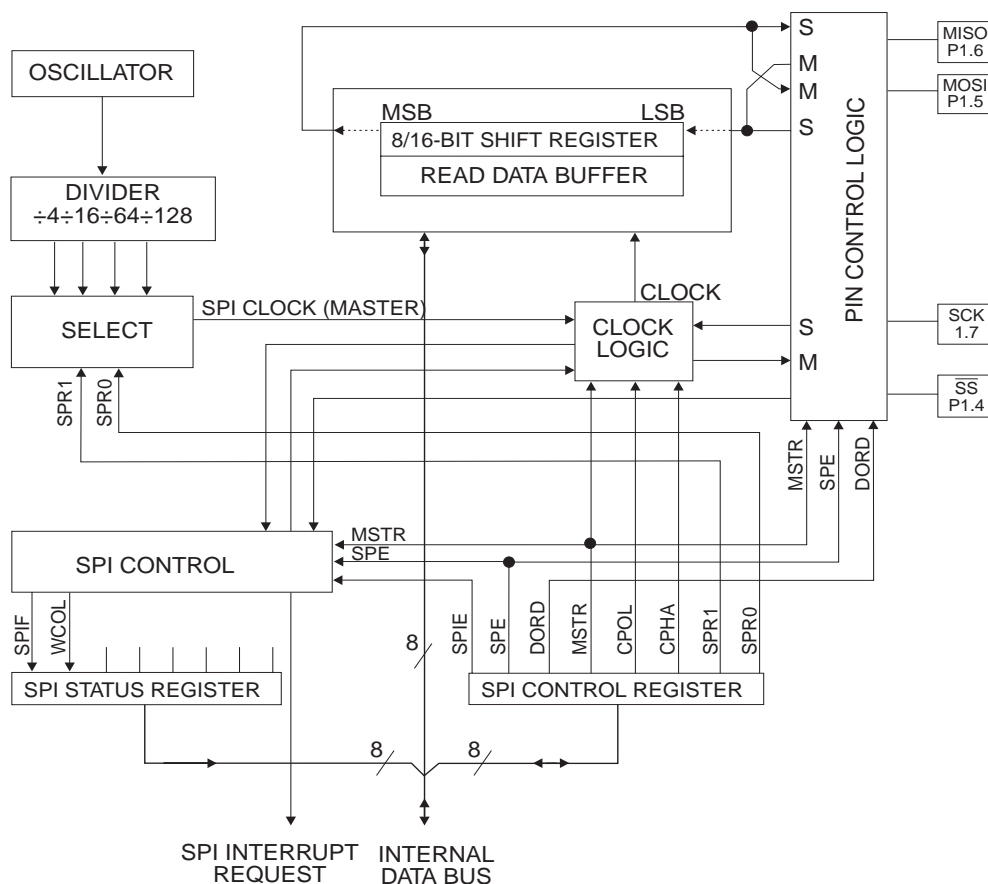 OSCILLATOR
DIVIDER
÷4÷16÷64÷128
SELECT
SPI CLOCK (MASTER)
SPR1
SPR0
MSB
LSB
8/16-BIT SHIFT REGISTER
READ DATA BUFFER
CLOCK
CLOCK
LOGIC
S
M
M
S
S
M
PIN CONTROL LOGIC
MISO
P1.6
MOSI
P1.5
SCK
1.7
SS
P1.4
MSTR
SPE
DORD
SPI CONTROL
MSTR
SPE
SPIF
WCOL
SPI STATUS REGISTER
8
SPIE
SPE
DORD
MSTR
CPOL
CPHA
SPR1
SPR0
SPI CONTROL REGISTER
8
8
SPI INTERRUPT
REQUEST
INTERNAL
DATA BUS